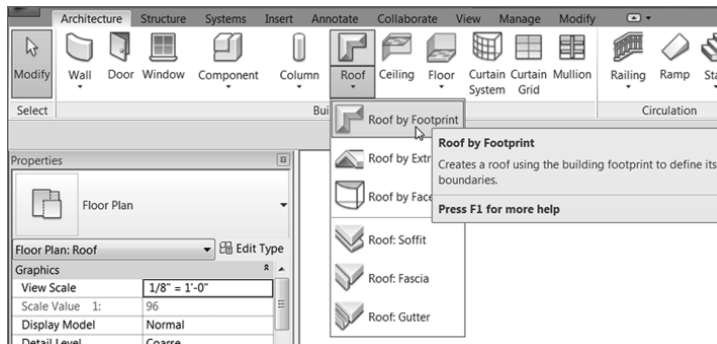 Architecture Structure Systems Insert Annotate Collaborate View Manage Modify
Modify Wall Door Window Component Column Roof Ceiling Floor Curtain System Curtain Grid Mullion Railing Ramp
Select Circulation
Roof by Footprint
Roof by Footprint
Creates a roof using the building footprint to define its boundaries.
Press F1 for more help
Roof by Extr
Roof by Face
Roof: Soffit
Roof: Fascia
Roof: Gutter
Properties
Floor Plan
Floor Plan: Roof Edit Type
Graphics
View Scale 1/8" = 1'-0"
Scale Value 1: 96
Display Model Normal
Detail Level Coarse